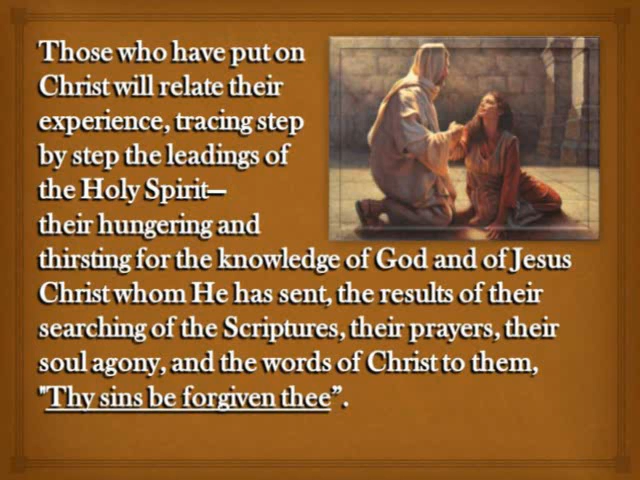 Those who have put on
Christ will relate their
experience, tracing step
by step the leadings of
the Holy Spirit—
their hungering and
thirsting for the knowledge of God and of Jesus
Christ whom He has sent, the results of their
searching of the Scriptures, their prayers, their
soul agony, and the words of Christ to them,
"Thy sins be forgiven thee”.